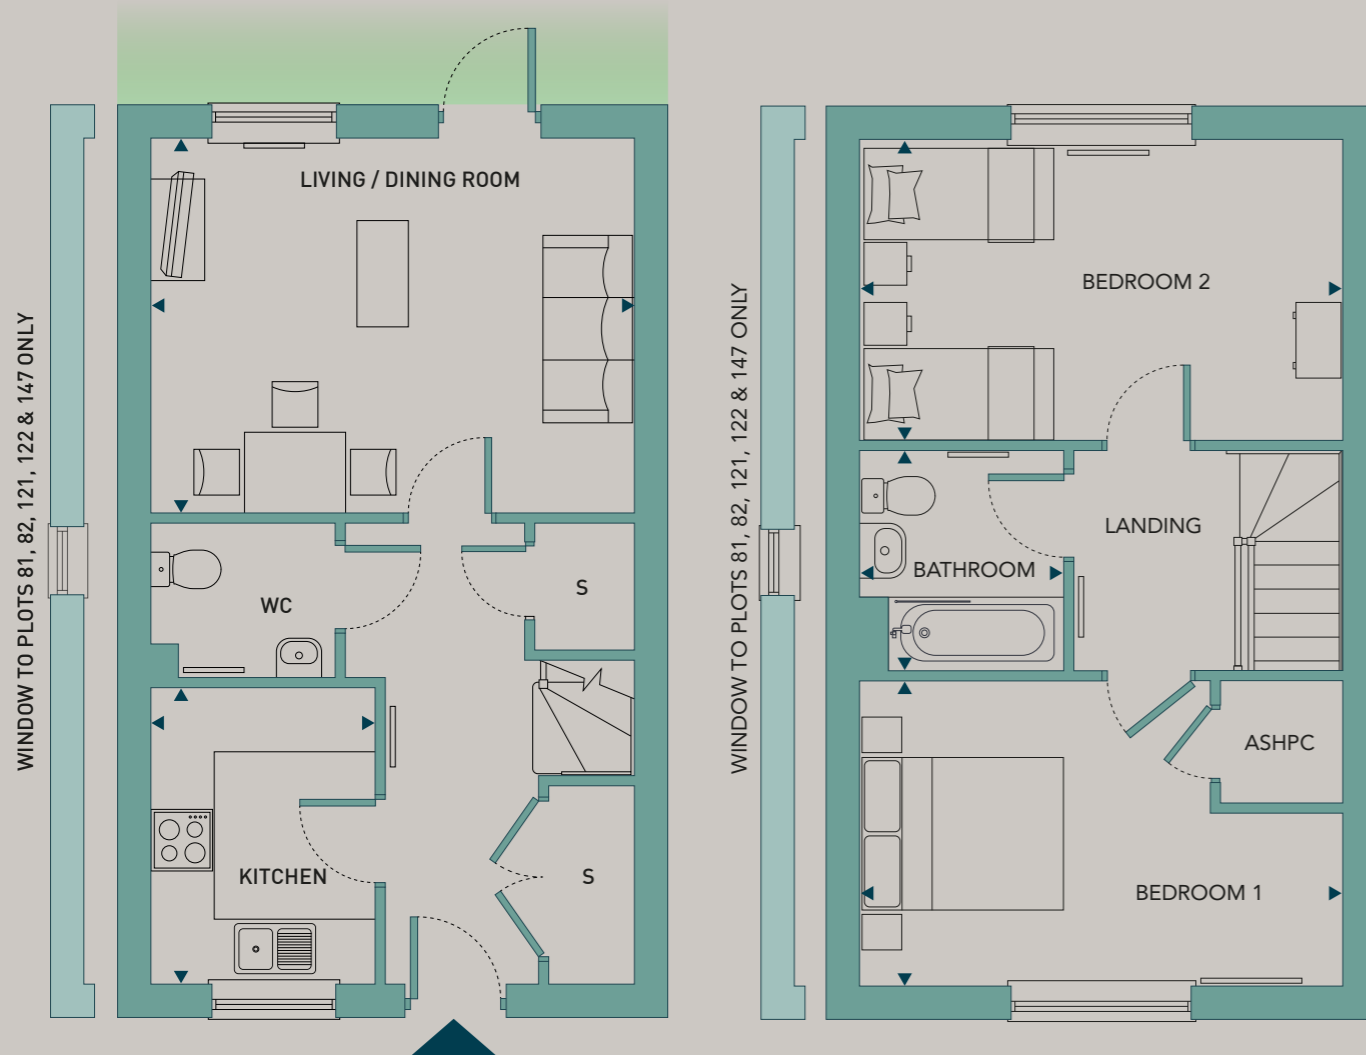 LIVING / DINING ROOM
WINDOW TO PLOTS 81, 82, 121, 122 & 147 ONLY
WC
S
KITCHEN
S
WINDOW TO PLOTS 81, 82, 121, 122 & 147 ONLY
BEDROOM 2
LANDING
BATHROOM
ASHPC
BEDROOM 1